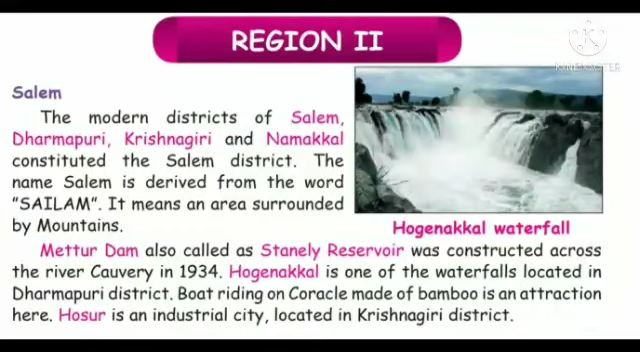 REGION II
KINEMASTER
Salem
The modern districts of Salem,
Dharmapuri, Krishnagiri and Namakkal
constituted the Salem district. The
name Salem is derived from the word
"SAILAM". It means an area surrounded
by Mountains.
Hogenakkal waterfall
Mettur Dam also called as Stanely Reservoir was constructed across
the river Cauvery in 1934. Hogenakkal is one of the waterfalls located in
Dharmapuri district. Boat riding on Coracle made of bamboo is an attraction
here. Hosur is an industrial city, located in Krishnagiri district.